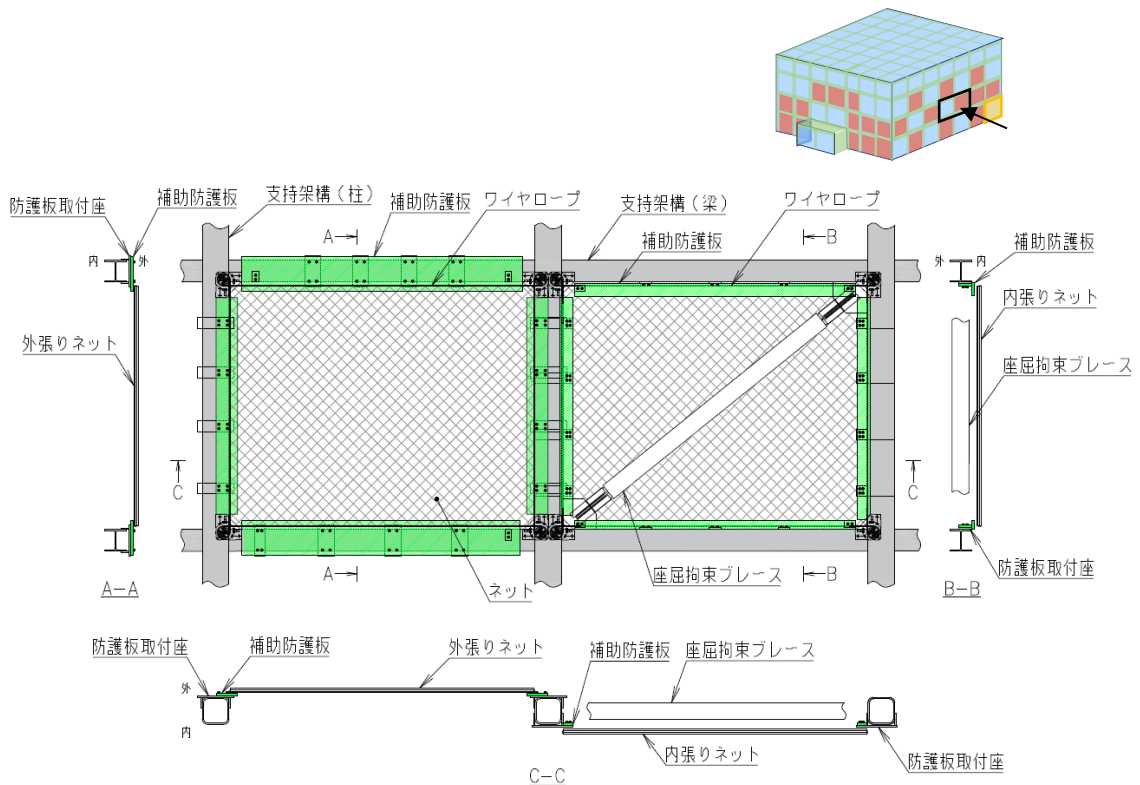 防護板取付座
補助防護板
支持架構（柱）
補助防護板
ワイヤロープ
支持架構（梁）
補助防護板
ワイヤロープ
補助防護板
A
B
内
外
外
内
内張りネット
外張りネット
座屈拘束ブレース
C
C
A
B
座屈拘束ブレース
ネット
防護板取付座
A-A
B-B
防護板取付座
補助防護板
外張りネット
補助防護板
座屈拘束ブレース
外
内
内張りネット
防護板取付座
C-C